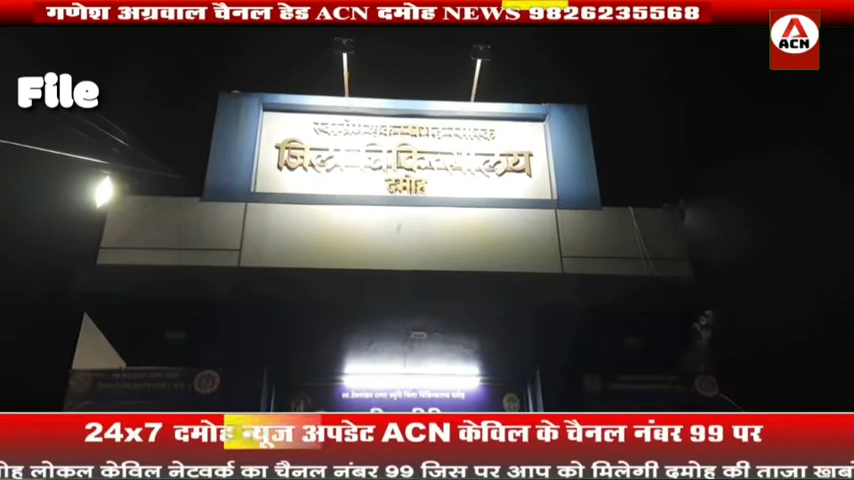 गणेश अग्रवाल चैनल हेड ACN दमोह NEWS 9826235568
ACN
File
जिला चिकित्सालय
दमोह
24x7 दमोह न्यूज अपडेट ACN केविल के चैनल नंबर 99 पर
मोह लोकल केविल नेटवर्क का चैनल नंबर 99 जिस पर आप को मिलेगी दमोह की ताजा खाबो